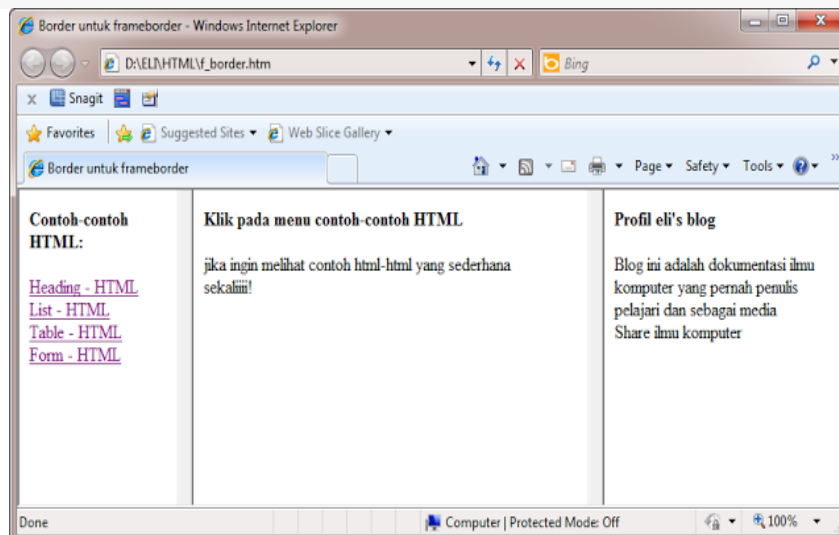 Border untuk frameborder - Windows Internet Explorer
D:\ELI\HTML\f_border.htm
Bing
x Snagit
Favorites Suggested Sites Web Slice Gallery
Border untuk frameborder
Page Safety Tools »
Contoh-contoh
HTML:
Heading - HTML
List - HTML
Table - HTML
Form - HTML
Klik pada menu contoh-contoh HTML
jika ingin melihat contoh html-html yang sederhana
sekaliiii!
Profil eli's blog
Blog ini adalah dokumentasi ilmu
komputer yang pernah penulis
pelajari dan sebagai media
Share ilmu komputer
Done
Computer | Protected Mode: Off
100%